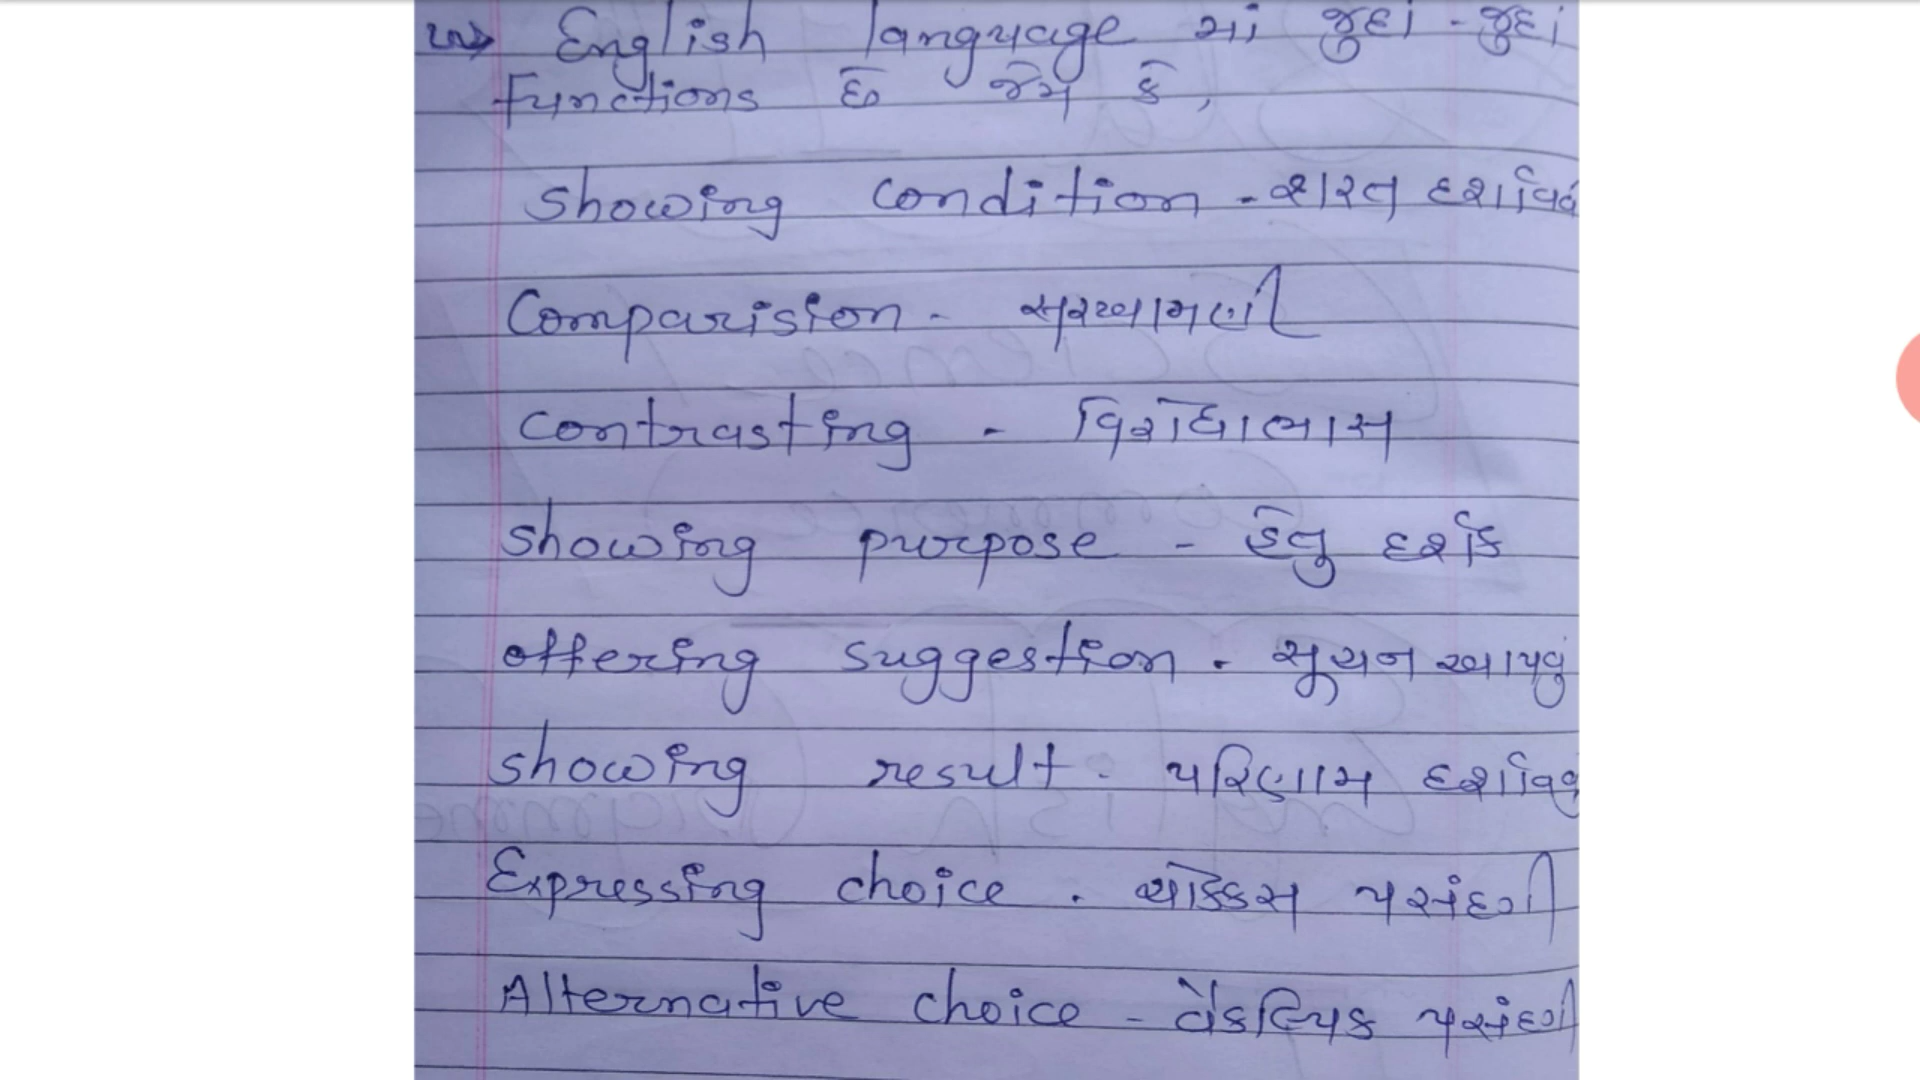 English language માં જુદા - જુદા
Functions છે જેમ કે,
Showing condition - શરત દર્શાવવું
Comparision - સરખામણી
Contrasting - વિરોધાભાસ
Showing purpose - હેતુ દર્શક
offering suggestion - સૂચન આપવું
showing result - પરિણામ દર્શાવવું
Expressing choice - ચોક્કસ પસંદગી
Alternative choice - વૈકલ્પિક પસંદગી